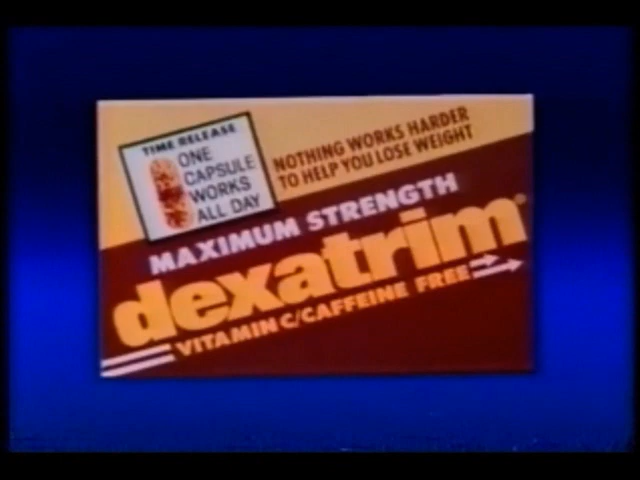 TIME RELEASE
ONE
CAPSULE
WORKS
ALL DAY
NOTHING WORKS HARDER
TO HELP YOU LOSE WEIGHT
MAXIMUM STRENGTH
dexatrim®
VITAMIN C/CAFFEINE FREE